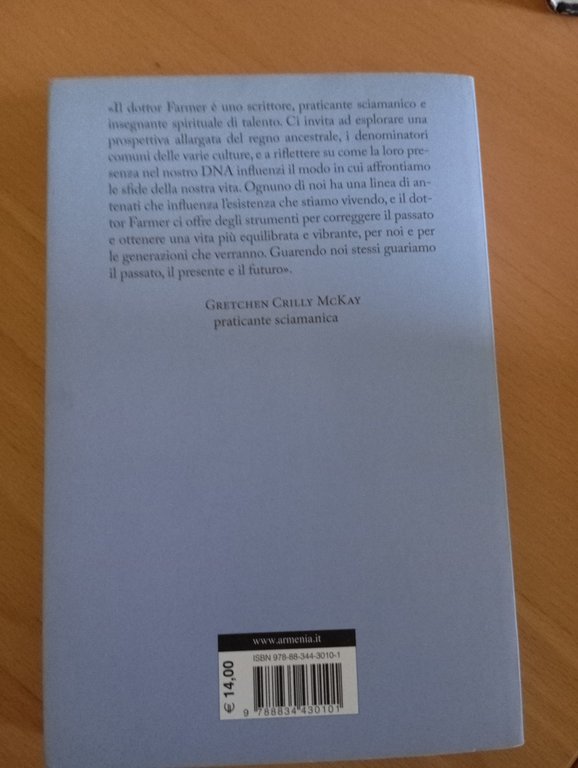 «Il dottor Farmer è uno scrittore, praticante sciamanico e
insegnante spirituale di talento. Ci invita ad esplorare una
prospettiva allargata del regno ancestrale, i denominatori
comuni delle varie culture, e a riflettere su come la loro pre-
senza nel nostro DNA influenzi il modo in cui affrontiamo
le sfide della nostra vita. Ognuno di noi ha una linea di an-
tenati che influenza l'esistenza che stiamo vivendo, e il dot-
tor Farmer ci offre degli strumenti per correggere il passato
e ottenere una vita più equilibrata e vibrante, per noi e per
le generazioni che verranno. Guarendo noi stessi guariamo
il passato, il presente e il futuro».
GRETCHEN CRILLY MCKAY
praticante sciamanica
www.armenia.it
ISBN 978-88-344-3010-1
€ 14,00
9 788834 430101